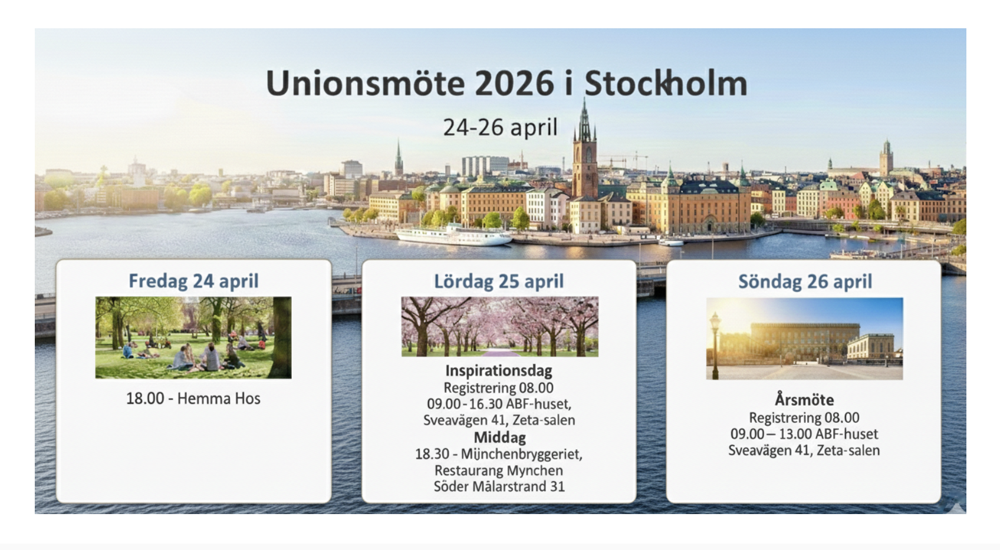 Unionsmöte 2026 i Stockholm
24-26 april
Fredag 24 april
18.00 - Hemma Hos
Lördag 25 april
Inspirationsdag
Registrering 08.00
09.00-16.30 ABF-huset,
Sveavägen 41, Zeta-salen
Middag
18.30 - Münchenbryggeriet,
Restaurang Mynchen
Söder Mälarstrand 31
Söndag 26 april
Årsmöte
Registrering 08.00
09.00– 13.00 ABF-huset
Sveavägen 41, Zeta-salen